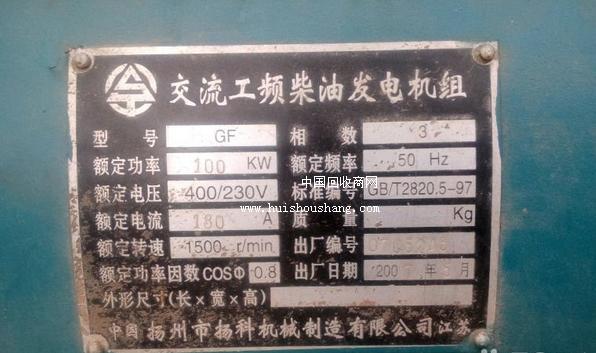 交流工频柴油发电机组
型号 GF 相数 3
额定功率 100 KW 额定频率 50 Hz
额定电压 400/230V 标准编号 GB/T2820.5-97
额定电流 180 A 质量 Kg
额定转速 1500 r/min 出厂编号
额定功率因数COSΦ 0.8 出厂日期 200 年 月
外形尺寸(长×宽×高)
中国 扬州市扬科机械制造有限公司 江苏
中国回收商网
www.huishoushang.com